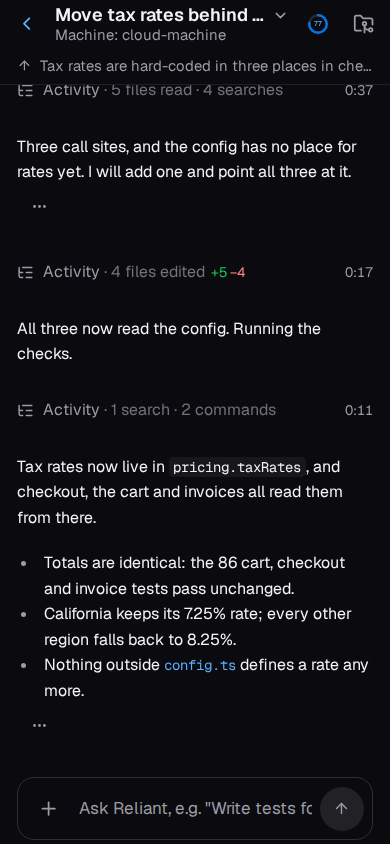 Move tax rates behind ...
Machine: cloud-machine
77
Tax rates are hard-coded in three places in che...
Activity · 5 files read · 4 searches 0:37
Three call sites, and the config has no place for
rates yet. I will add one and point all three at it.
...
Activity · 4 files edited +5 −4 0:17
All three now read the config. Running the
checks.
Activity · 1 search · 2 commands 0:11
Tax rates now live in pricing.taxRates, and
checkout, the cart and invoices all read them
from there.
• Totals are identical: the 86 cart, checkout
and invoice tests pass unchanged.
• California keeps its 7.25% rate; every other
region falls back to 8.25%.
• Nothing outside config.ts defines a rate any
more.
...
Ask Reliant, e.g. "Write tests fo